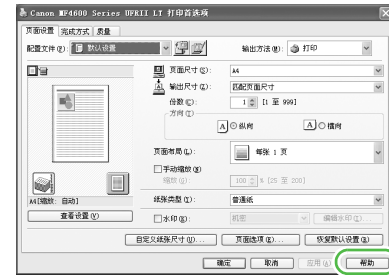 Canon MF4600 Series UFRII LT 打印首选项
页面设置 完成方式 质量
配置文件(F): 默认设置 输出方法(M): 打印
页面尺寸(S): A4
输出尺寸(Z): 匹配页面尺寸
份数(C): 1 [1 至 999]
方向(T)
A 纵向 A 横向
页面布局(L): 每张 1 页
手动缩放(N)
缩放(G): 100 % [25 至 200]
A4[缩放: 自动]
纸张类型(I): 普通纸
查看设置(V) 水印(W): 机密 编辑水印(I)...
自定义纸张尺寸(U)... 页面选项(E)... 恢复默认设置(R)
确定 取消 应用(A) 帮助